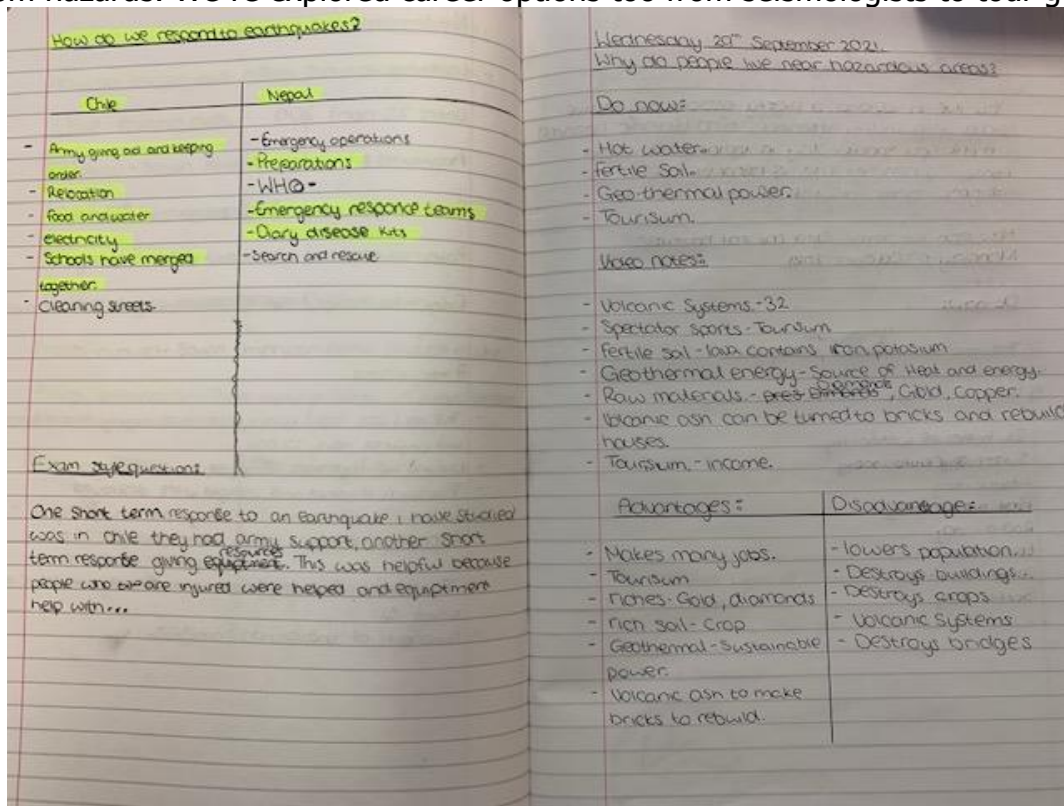 How do we respond to earthquakes?
Chile
Nepal
- Army giving aid and keeping
order.
- Relocation
- food and water
- electricity
- Schools have merged
together.
- Cleaning streets.
- Emergency operations
- Preparations
- WHO -
- Emergency responce teams
- Diary disease kits
- Search and rescue
Exam style questions
One short term response to an earthquake i have studied
was in chile they had army support, another short
term response giving equiptment. resources This was helpful because
people who are injured were helped and equiptment
help with...
Wednesday 20th September 2021.
Why do people live near hazardous areas?
Do now:
- Hot water.
- fertile Soil.
- Geo-thermal power.
- Tourisum.
Video notes:
- Volcanic Systems. - 32
- Spectator Sports - Tourisum
- Fertile soil - lava contains iron, potasium
- Geothermal energy - Source of Heat and energy.
- Raw materials - Diamonds, Gold, Copper.
- Volcanic ash can be turned to bricks and rebuild
houses.
- Tourisum. - income.
Advantages:
- Makes many jobs.
- Tourisum
- riches - Gold, diamonds
- rich soil - Crop
- Geothermal - Sustainable
power.
- Volcanic ash to make
bricks to rebuild.
Disadvantage:
- lowers population.
- Destroys buildings.
- Destroys crops
- Volcanic Systems
- Destroys bridges